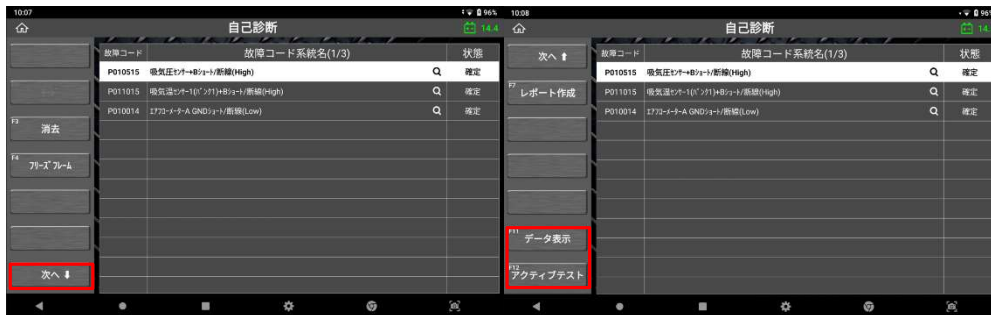 10:07
96%
自己診断
14.4
故障コード 故障コード系統名(1/3) 状態
P010515 吸気圧ｾﾝｻｰ+Bｼｮｰﾄ/断線(High) 確定
P011015 吸気温ｾﾝｻｰ1(ﾊﾞﾝｸ1)+Bｼｮｰﾄ/断線(High) 確定
P010014 ｴｱﾌﾛｰﾒｰﾀｰA GNDｼｮｰﾄ/断線(Low) 確定
F3 消去
F4 ﾌﾘｰｽﾞﾌﾚｰﾑ
次へ ⬇
10:08
96%
自己診断
14.
次へ ⬆
故障コード 故障コード系統名(1/3) 状態
P010515 吸気圧ｾﾝｻｰ+Bｼｮｰﾄ/断線(High) 確定
F7 レポート作成
P011015 吸気温ｾﾝｻｰ1(ﾊﾞﾝｸ1)+Bｼｮｰﾄ/断線(High) 確定
P010014 ｴｱﾌﾛｰﾒｰﾀｰA GNDｼｮｰﾄ/断線(Low) 確定
F11 データ表示
F12 アクティブテスト